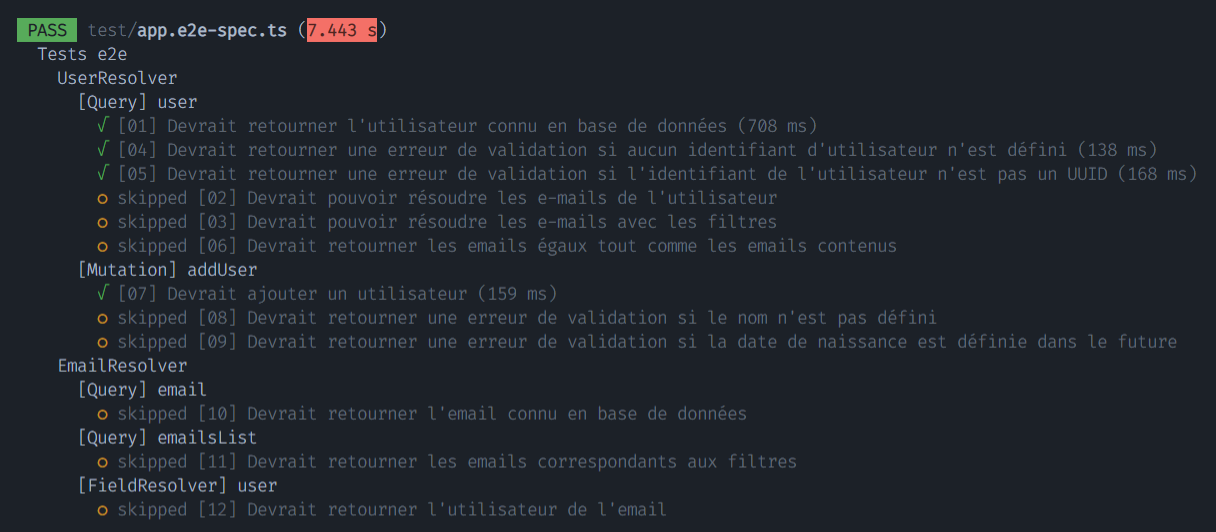 PASS test/app.e2e-spec.ts (7.443 s)
Tests e2e
UserResolver
[Query] user
√ [01] Devrait retourner l'utilisateur connu en base de données (708 ms)
√ [04] Devrait retourner une erreur de validation si aucun identifiant d'utilisateur n'est défini (138 ms)
√ [05] Devrait retourner une erreur de validation si l'identifiant de l'utilisateur n'est pas un UUID (168 ms)
○ skipped [02] Devrait pouvoir résoudre les e-mails de l'utilisateur
○ skipped [03] Devrait pouvoir résoudre les e-mails avec les filtres
○ skipped [06] Devrait retourner les emails égaux tout comme les emails contenus
[Mutation] addUser
√ [07] Devrait ajouter un utilisateur (159 ms)
○ skipped [08] Devrait retourner une erreur de validation si le nom n'est pas défini
○ skipped [09] Devrait retourner une erreur de validation si la date de naissance est définie dans le future
EmailResolver
[Query] email
○ skipped [10] Devrait retourner l'email connu en base de données
[Query] emailsList
○ skipped [11] Devrait retourner les emails correspondants aux filtres
[FieldResolver] user
○ skipped [12] Devrait retourner l'utilisateur de l'email